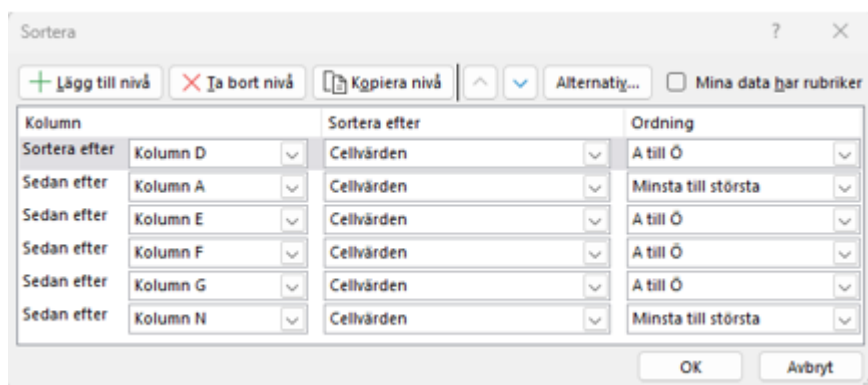 Sortera ?
Lägg till nivå Ta bort nivå Kopiera nivå Alternativ... Mina data har rubriker
Kolumn Sortera efter Ordning
Sortera efter Kolumn D Cellvärden A till Ö
Sedan efter Kolumn A Cellvärden Minsta till största
Sedan efter Kolumn E Cellvärden A till Ö
Sedan efter Kolumn F Cellvärden A till Ö
Sedan efter Kolumn G Cellvärden A till Ö
Sedan efter Kolumn N Cellvärden Minsta till största
OK Avbryt